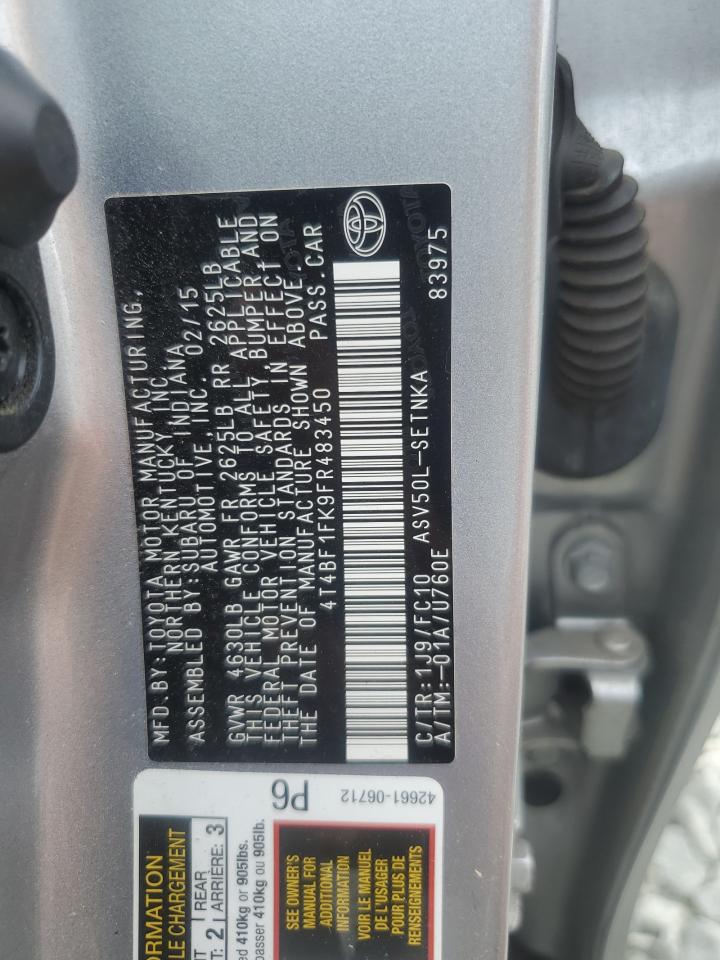 MFD. BY: TOYOTA MOTOR MANUFACTURING,
NORTHERN KENTUCKY INC.
ASSEMBLED BY: SUBARU OF INDIANA
AUTOMOTIVE, INC. 02/15
GVWR 4630LB GAWR FR 2625LB RR 2625LB
THIS VEHICLE CONFORMS TO ALL APPLICABLE
FEDERAL MOTOR VEHICLE SAFETY, BUMPER, AND
THEFT PREVENTION STANDARDS IN EFFECT ON
THE DATE OF MANUFACTURE SHOWN ABOVE.
4T4BF1FK9FR483450 PASS. CAR
C/TR: 1J9/FC10 ASV50L-SETNKA 83975
A/TM: -01A/U760E
P6
42661-06712
ORMATION
LE CHARGEMENT
: 2 REAR
ARRIÈRE: 3
ed 410kg or 905lbs.
passer 410kg ou 905lb.
SEE OWNER'S
MANUAL FOR
ADDITIONAL
INFORMATION
VOIR LE MANUEL
DE L'USAGER
POUR PLUS DE
RENSEIGNEMENTS